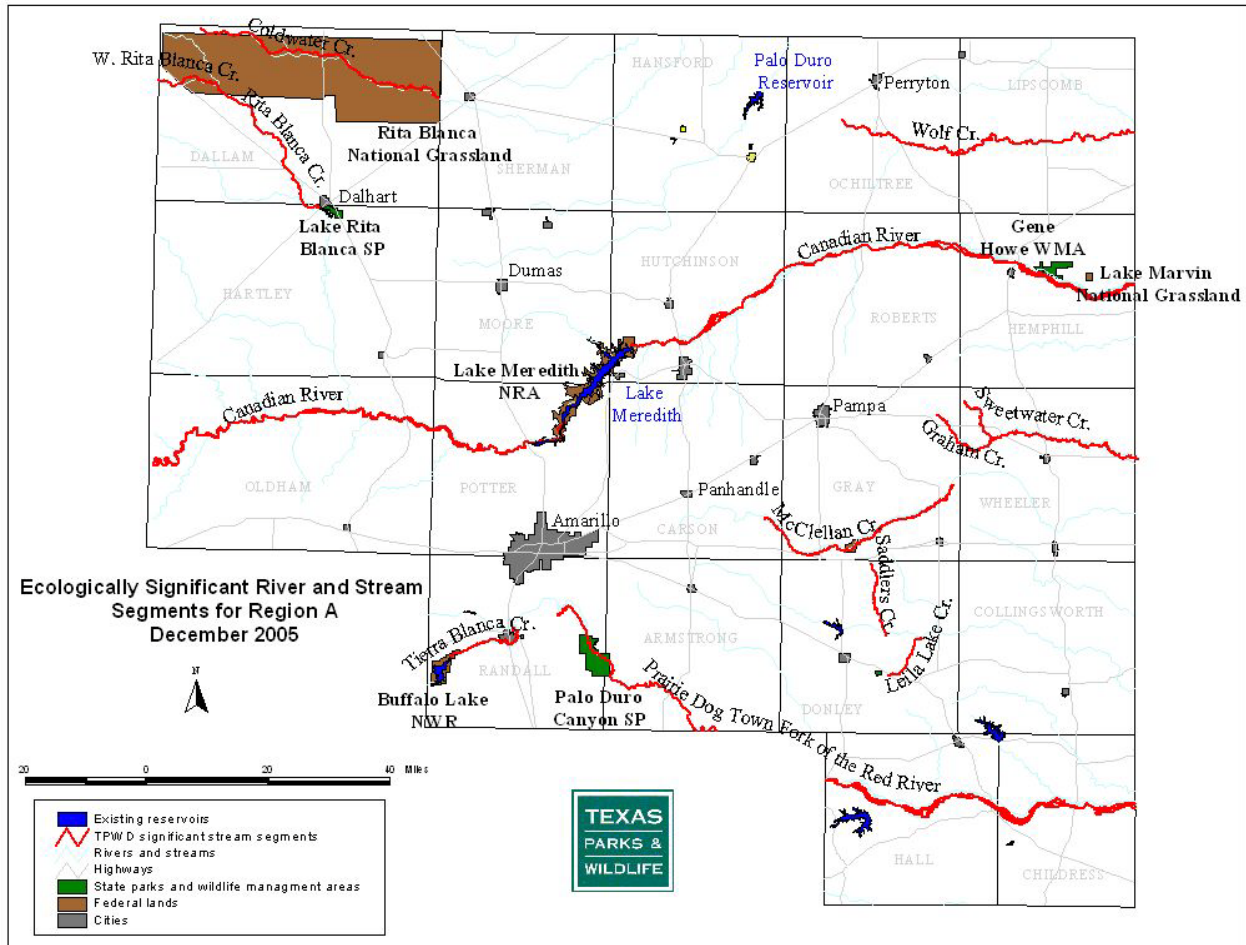 Coldwater Cr.
W. Rita Blanca Cr.
Rita Blanca Cr.
HANSFORD
Palo Duro
Reservoir
Perryton
LIPSCOMB
Rita Blanca
National Grassland
Wolf Cr.
DALLAM
SHERMAN
OCHILTREE
Dalhart
Lake Rita
Blanca SP
Canadian River
Gene
Howe WMA
HUTCHINSON
Dumas
Lake Marvin
National Grassland
HARTLEY
MOORE
ROBERTS
HEMPHILL
Lake Meredith
NRA
Lake
Meredith
Canadian River
Pampa
Sweetwater Cr.
Graham Cr.
OLDHAM
POTTER
Panhandle
GRAY
WHEELER
Amarillo
CARSON
McClellan Cr.
Saddlers Cr.
Ecologically Significant River and Stream
Segments for Region A
December 2005
COLLINGSWORTH
Tierra Blanca Cr.
ARMSTRONG
Leila Lake Cr.
RANDALL
N
Buffalo Lake
NWR
Palo Duro
Canyon SP
Prairie Dog Town Fork of the Red River
DONLEY
20 0 20 40 Miles
Existing reservoirs
TPWD significant stream segments
Rivers and streams
Highways
State parks and wildlife managment areas
Federal lands
Cities
TEXAS
PARKS &
WILDLIFE
HALL
CHILDRESS